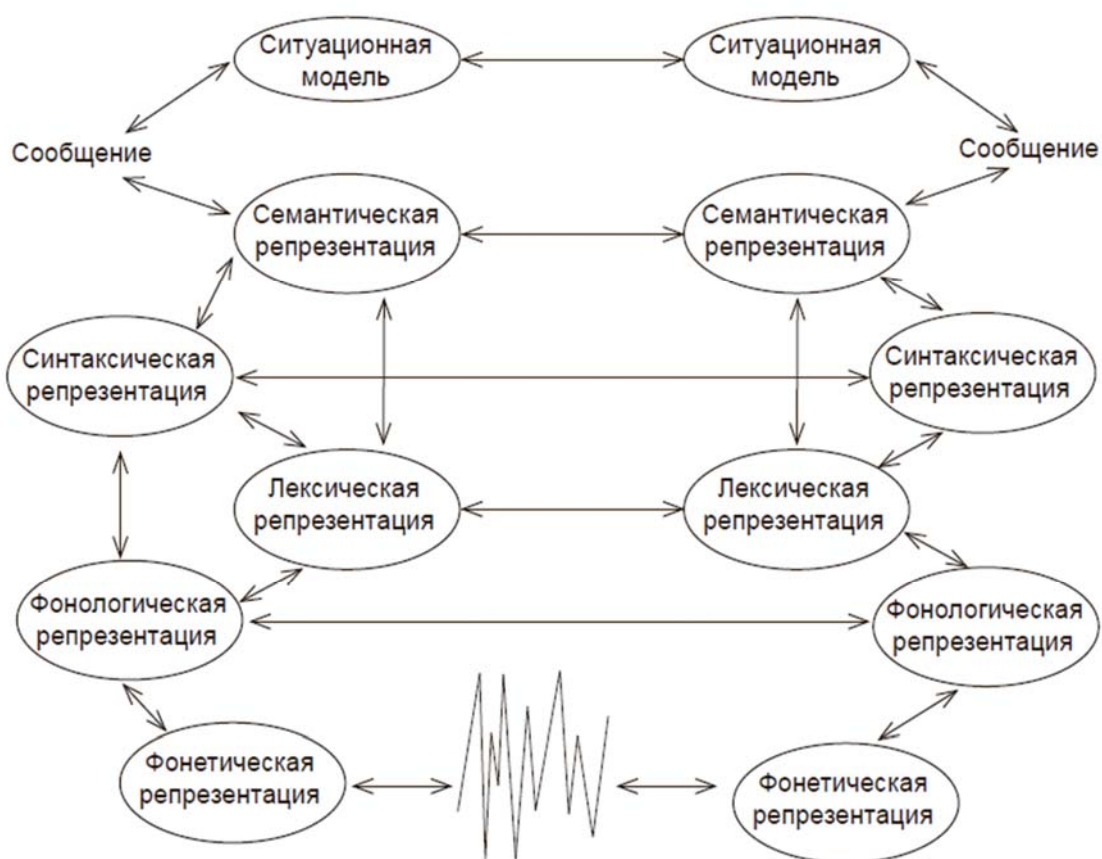 Ситуационная
модель
Ситуационная
модель
Сообщение
Сообщение
Семантическая
репрезентация
Семантическая
репрезентация
Синтаксическая
репрезентация
Синтаксическая
репрезентация
Лексическая
репрезентация
Лексическая
репрезентация
Фонологическая
репрезентация
Фонологическая
репрезентация
Фонетическая
репрезентация
Фонетическая
репрезентация